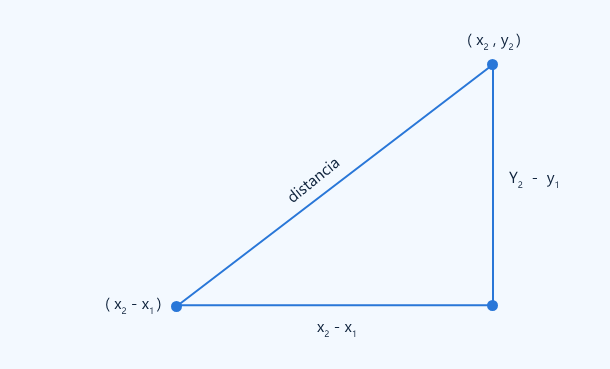 ( x₂ , y₂ )
distancia
Y₂ - y₁
( x₂ - x₁ )
x₂ - x₁